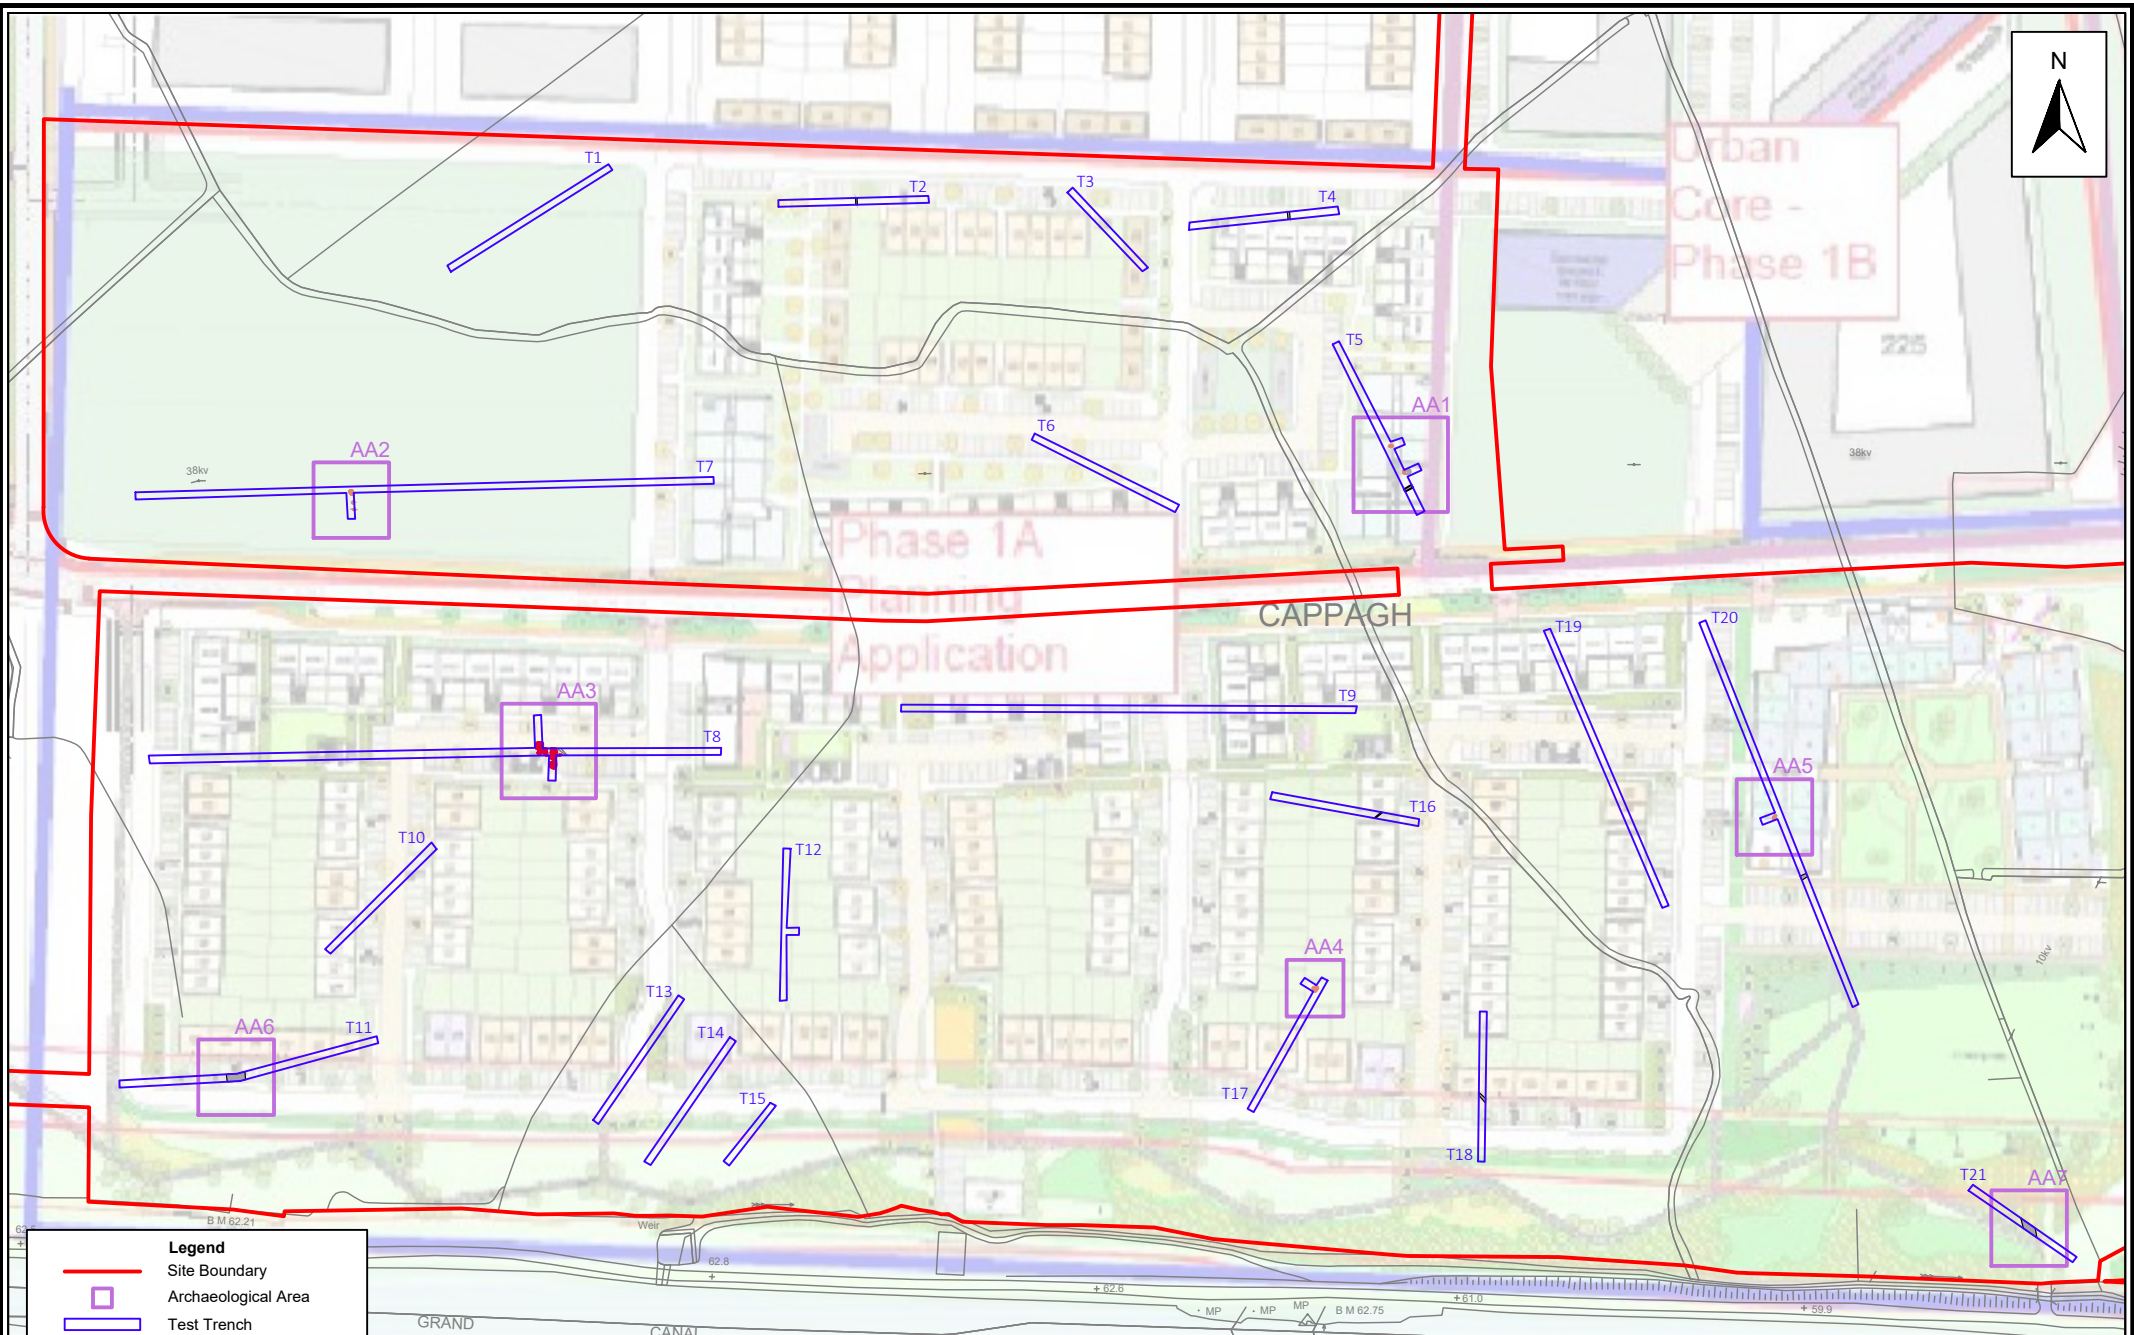 N
T1
T2
T3
T4
Urban
Core -
Phase 1B
225
T5
AA1
AA2
T6
T7
38kv
38kv
Phase 1A
Planning
Application
CAPPAGH
T19
T20
AA3
T8
T9
AA5
T16
T10
T12
AA4
10kv
T13
T14
AA6
T11
T15
T17
T18
T21
AA7
B M 62.21
Weir
62.8
62.6
61.0
59.9
MP
MP
MP
B M 62.75
GRAND
CANAL
Legend
Site Boundary
Archaeological Area
Test Trench